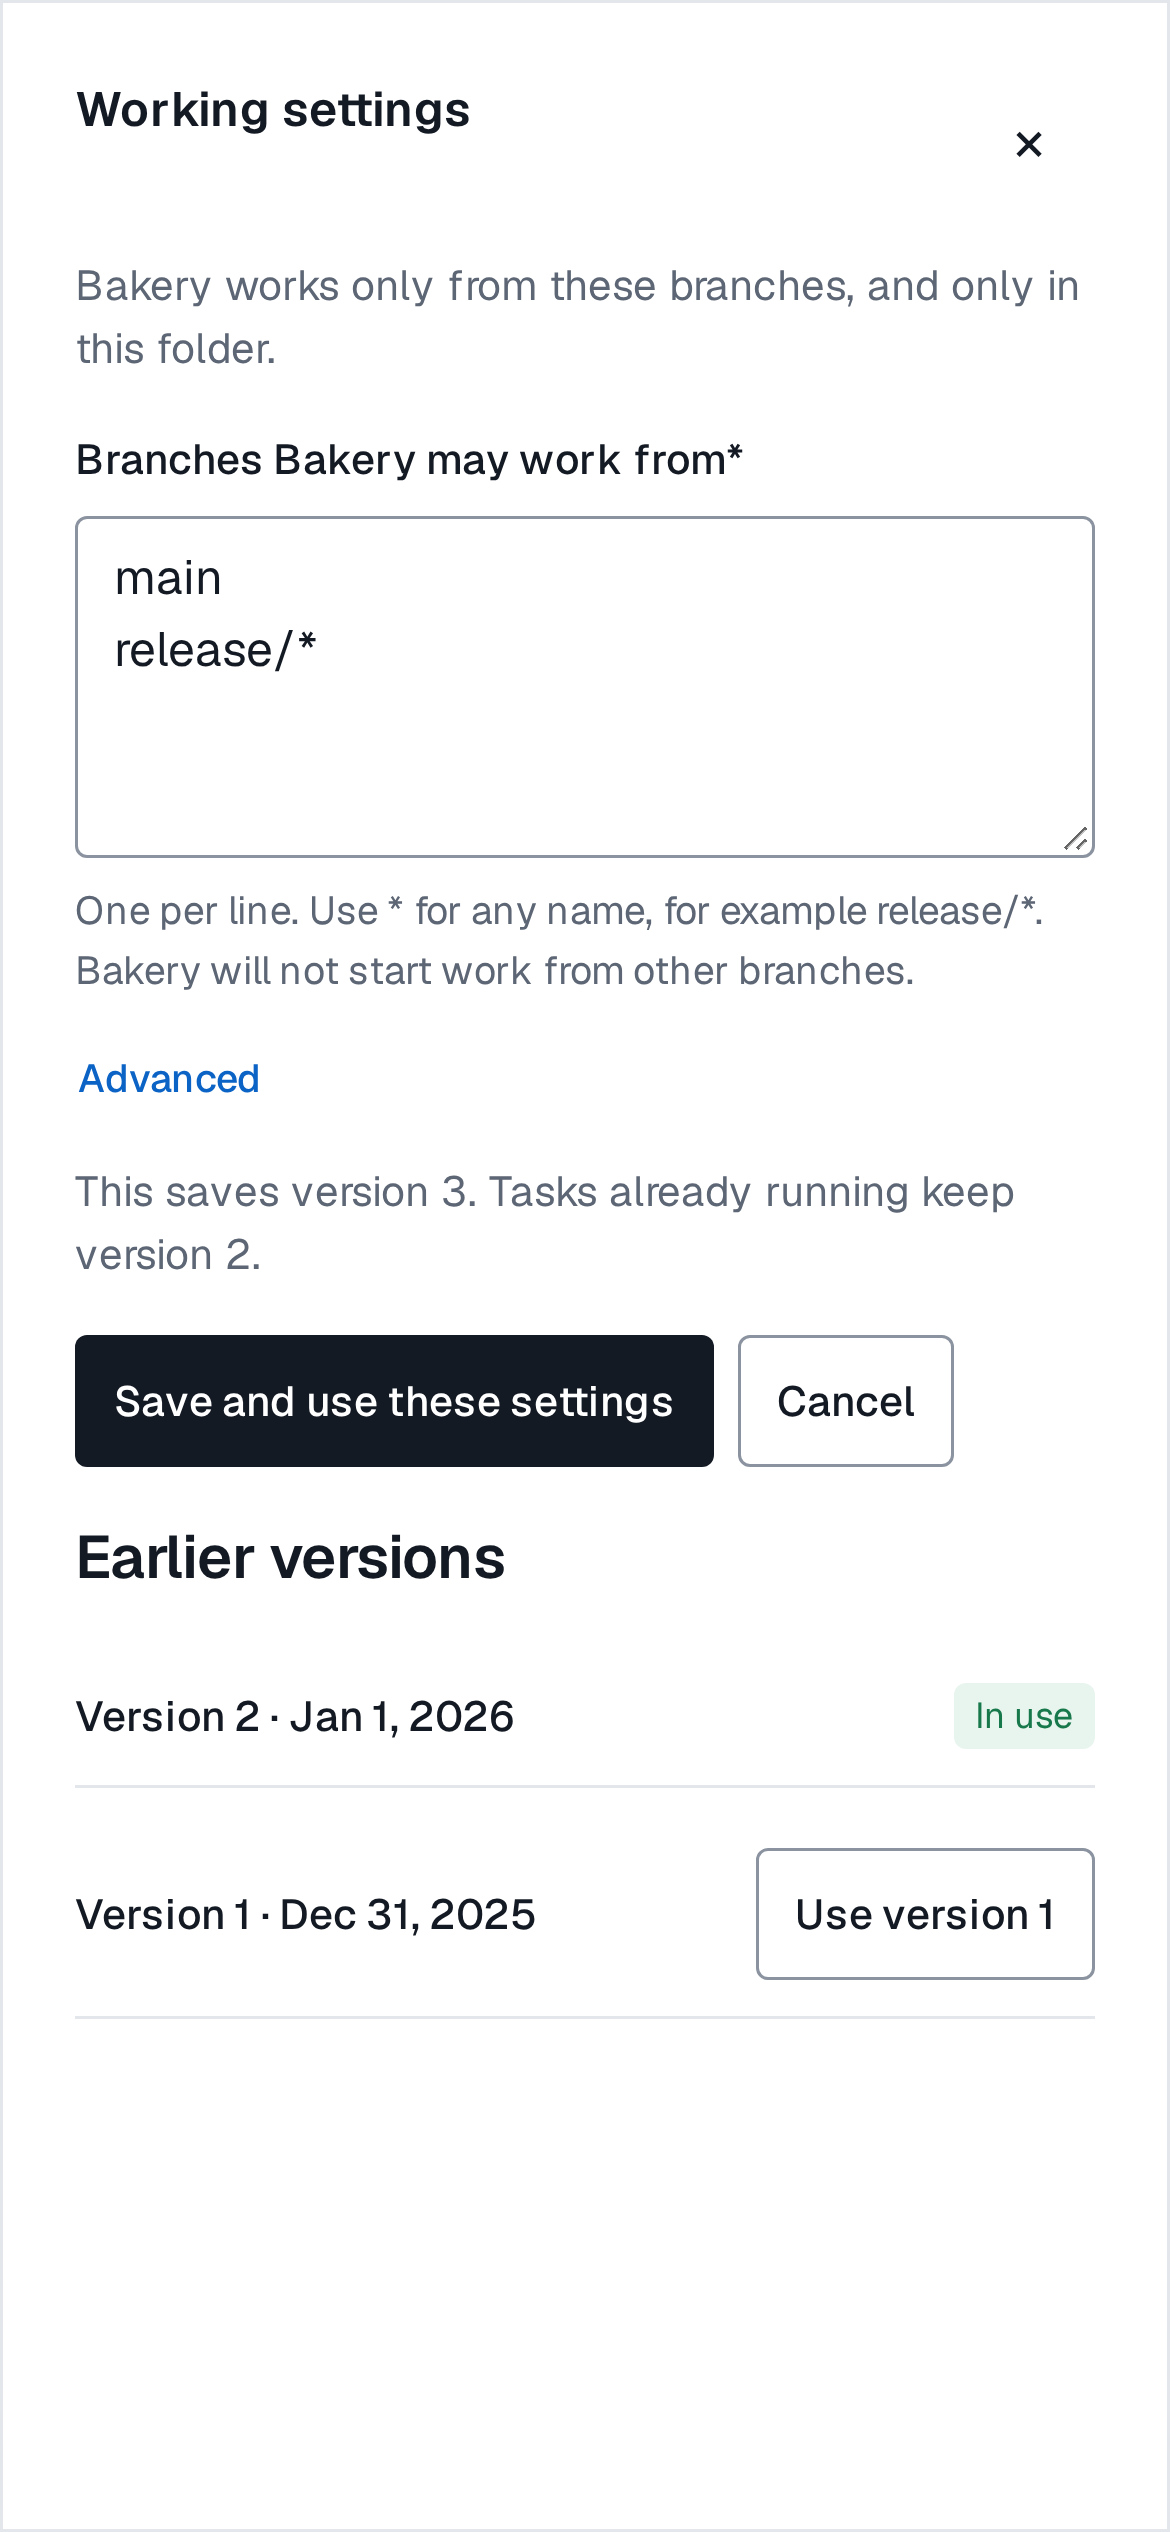 Working settings
×
Bakery works only from these branches, and only in
this folder.
Branches Bakery may work from*
main
release/*
One per line. Use * for any name, for example release/*.
Bakery will not start work from other branches.
Advanced
This saves version 3. Tasks already running keep
version 2.
Save and use these settings
Cancel
Earlier versions
Version 2 · Jan 1, 2026
In use
Version 1 · Dec 31, 2025
Use version 1